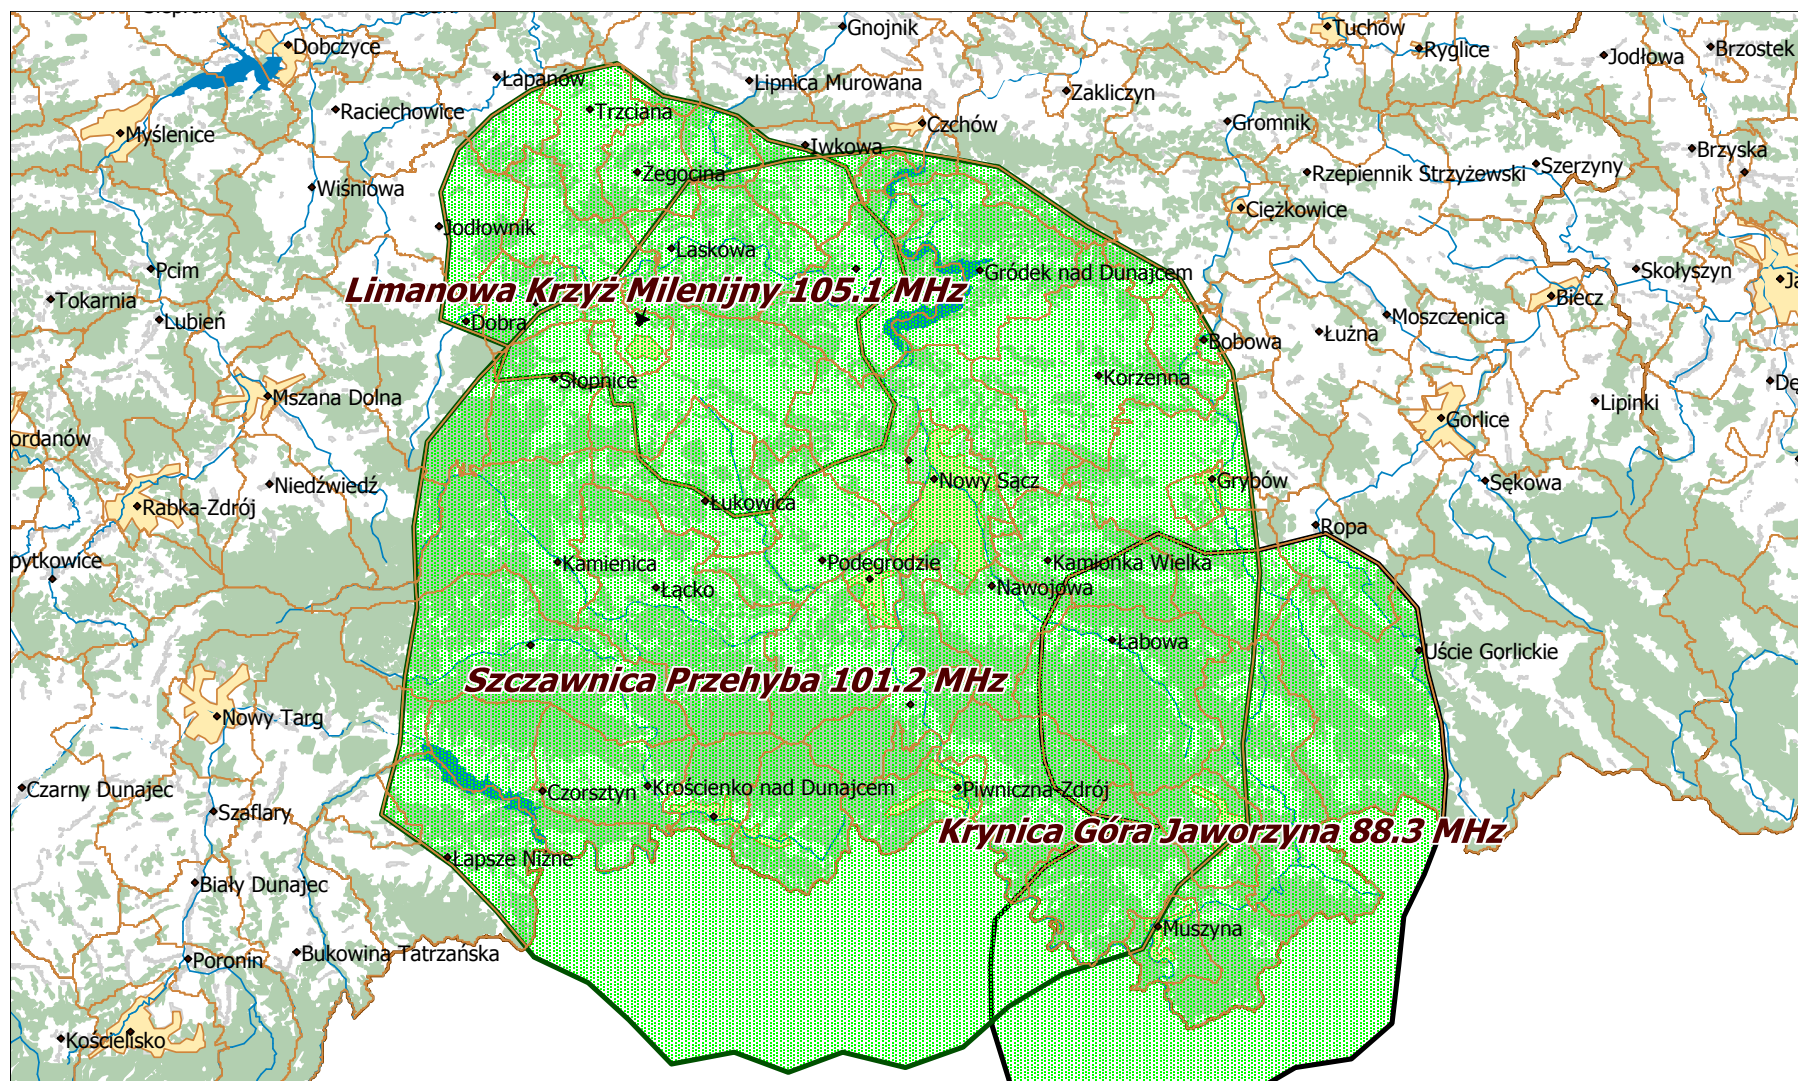 Gnojnik
Tuchów
Dobczyce
Ryglice
Brzostek
Jodłowa
Łapanów
Lipnica Murowana
Zakliczyn
Raciechowice
Trzciana
Czchów
Gromnik
Myślenice
Iwkowa
Brzyska
Szerzyny
Żegocina
Rzepiennik Strzyżewski
Wiśniowa
Ciężkowice
Jodłownik
Laskowa
Pcim
Gródek nad Dunajcem
Skołyszyn
Limanowa Krzyż Milenijny 105.1 MHz
Tokarnia
Biecz
Lubień
Dobra
Moszczenica
Łużna
Bobowa
Słopnice
Korzenna
Mszana Dolna
Lipinki
Gorlice
ordanów
Niedźwiedź
Nowy Sącz
Grybów
Sękowa
Rabka-Zdrój
Łukowica
Ropa
pytkowice
Kamienica
Podegrodzie
Kamionka Wielka
Łącko
Nawojowa
Łabowa
Uście Gorlickie
Szczawnica Przehyba 101.2 MHz
Nowy Targ
Czarny Dunajec
Czorsztyn
Krościenko nad Dunajcem
Piwniczna-Zdrój
Szaflary
Krynica Góra Jaworzyna 88.3 MHz
Łapsze Niżne
Biały Dunajec
Muszyna
Bukowina Tatrzańska
Poronin
Kościelisko